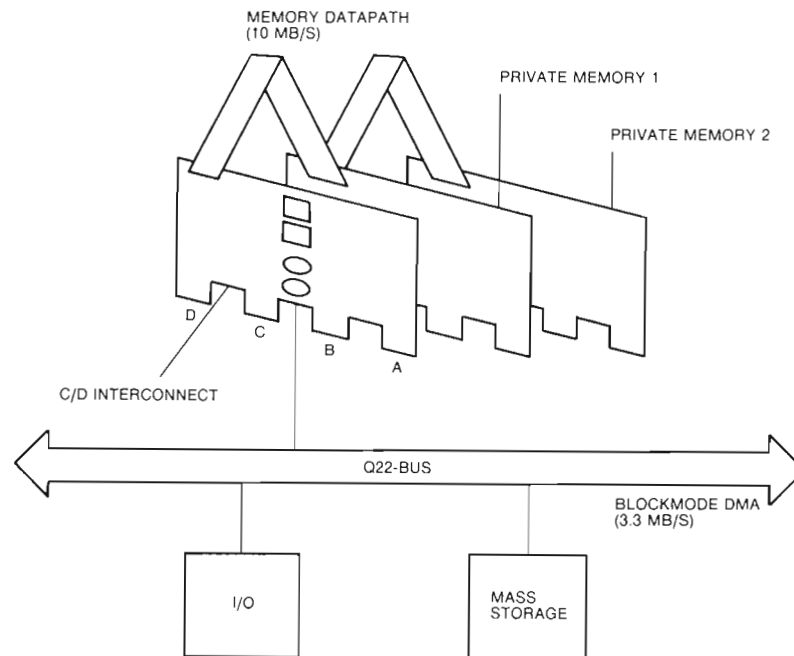 MEMORY DATAPATH
(10 MB/S)
PRIVATE MEMORY 1
PRIVATE MEMORY 2
D
C
B
A
C/D INTERCONNECT
Q22-BUS
BLOCKMODE DMA
(3.3 MB/S)
I/O
MASS
STORAGE